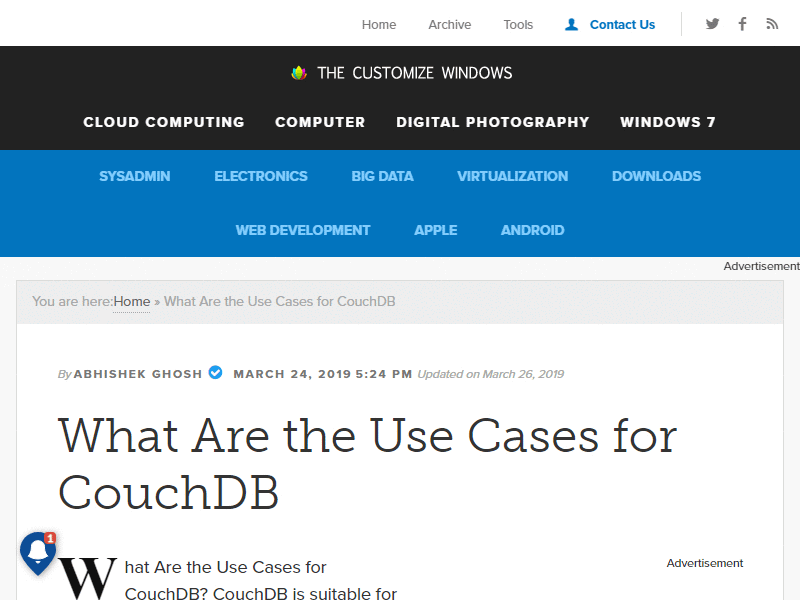 Home Archive Tools Contact Us
THE CUSTOMIZE WINDOWS
CLOUD COMPUTING COMPUTER DIGITAL PHOTOGRAPHY WINDOWS 7
SYSADMIN ELECTRONICS BIG DATA VIRTUALIZATION DOWNLOADS
WEB DEVELOPMENT APPLE ANDROID
Advertisement
You are here:Home » What Are the Use Cases for CouchDB
By ABHISHEK GHOSH MARCH 24, 2019 5:24 PM Updated on March 26, 2019
What Are the Use Cases for
CouchDB
1
What Are the Use Cases for
CouchDB? CouchDB is suitable for
Advertisement